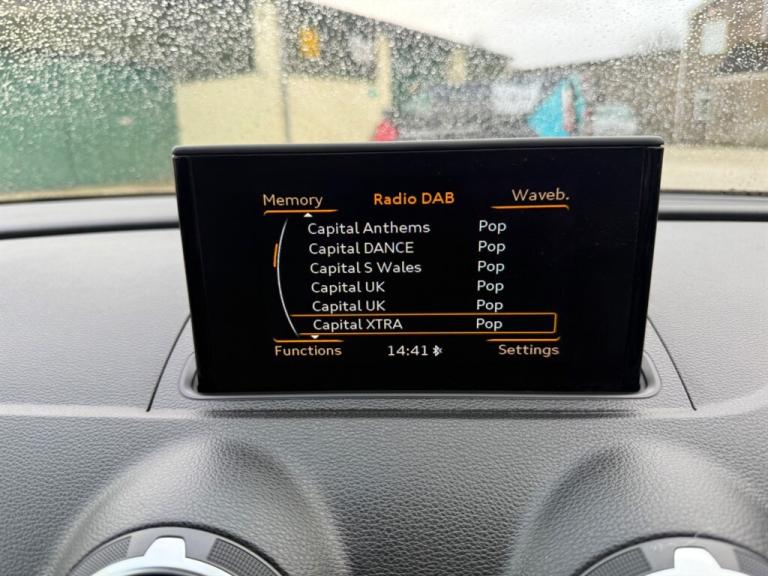 Memory Radio DAB Waveb.
Capital Anthems Pop
Capital DANCE Pop
Capital S Wales Pop
Capital UK Pop
Capital UK Pop
Capital XTRA Pop
Functions 14:41 Settings